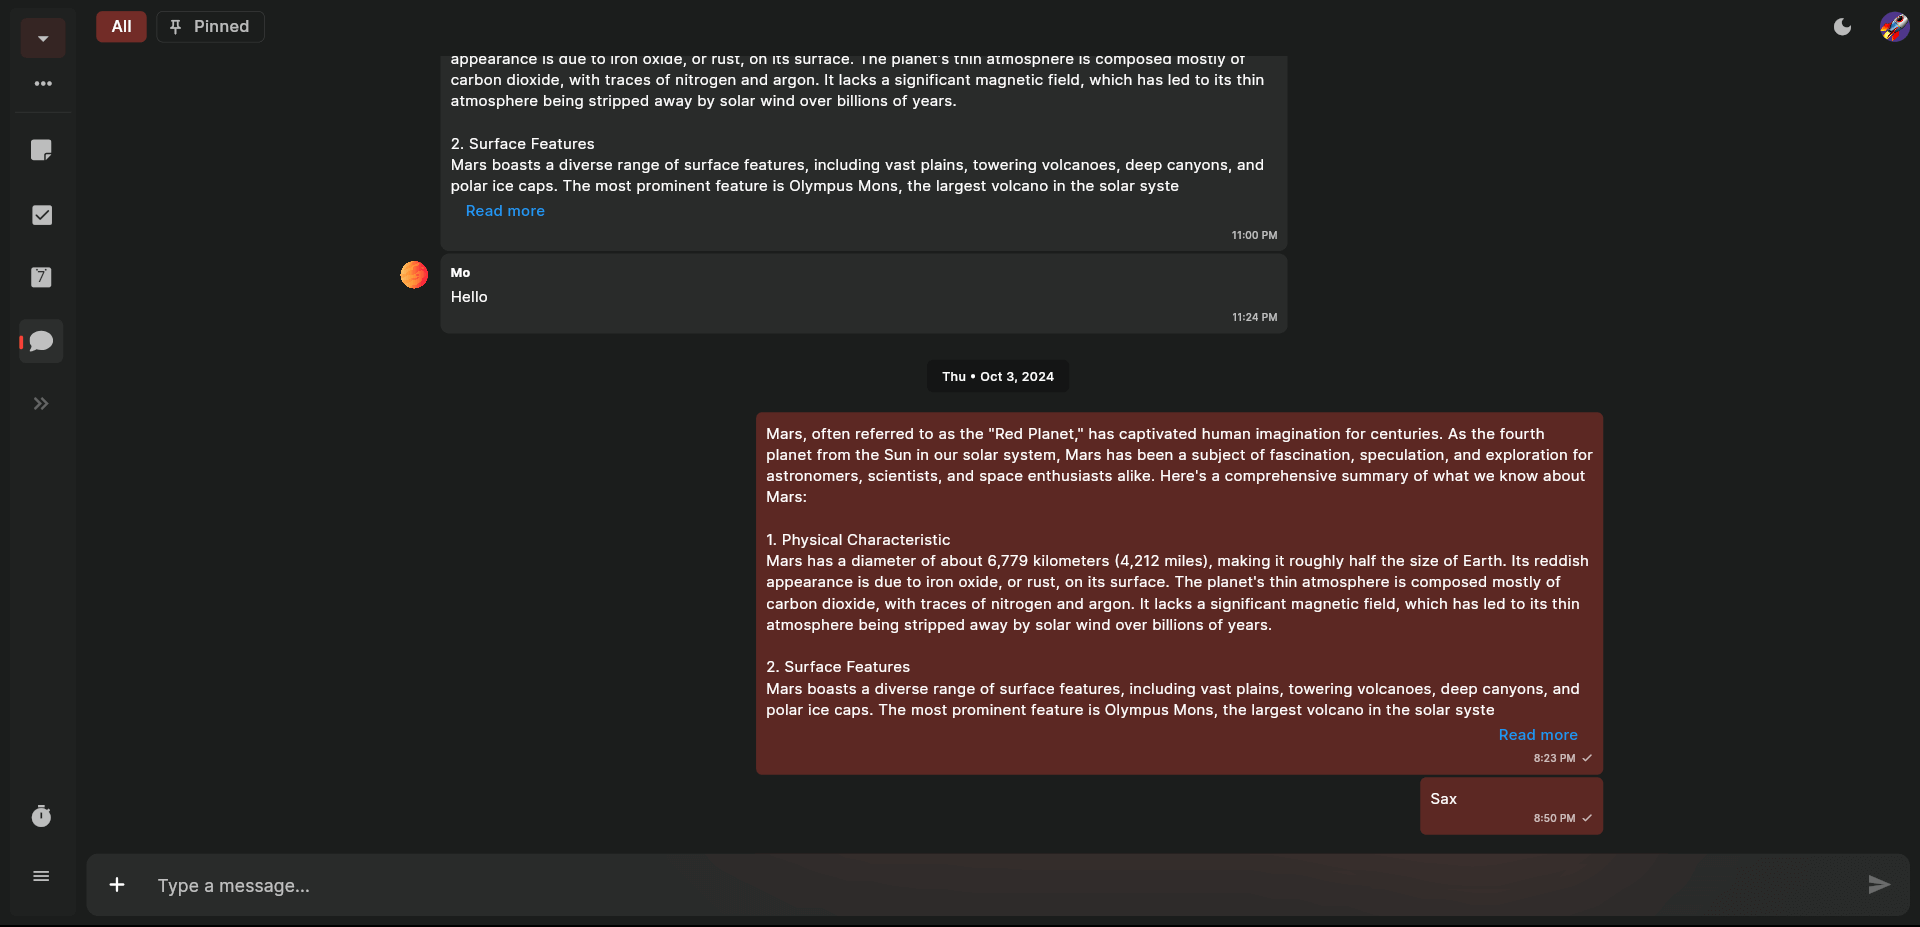 All
Pinned
appearance is due to iron oxide, or rust, on its surface. The planet's thin atmosphere is composed mostly of
carbon dioxide, with traces of nitrogen and argon. It lacks a significant magnetic field, which has led to its thin
atmosphere being stripped away by solar wind over billions of years.
2. Surface Features
Mars boasts a diverse range of surface features, including vast plains, towering volcanoes, deep canyons, and
polar ice caps. The most prominent feature is Olympus Mons, the largest volcano in the solar syste
Read more
11:00 PM
Mo
Hello
11:24 PM
7
Thu • Oct 3, 2024
Mars, often referred to as the "Red Planet," has captivated human imagination for centuries. As the fourth
planet from the Sun in our solar system, Mars has been a subject of fascination, speculation, and exploration for
astronomers, scientists, and space enthusiasts alike. Here's a comprehensive summary of what we know about
Mars:
1. Physical Characteristic
Mars has a diameter of about 6,779 kilometers (4,212 miles), making it roughly half the size of Earth. Its reddish
appearance is due to iron oxide, or rust, on its surface. The planet's thin atmosphere is composed mostly of
carbon dioxide, with traces of nitrogen and argon. It lacks a significant magnetic field, which has led to its thin
atmosphere being stripped away by solar wind over billions of years.
2. Surface Features
Mars boasts a diverse range of surface features, including vast plains, towering volcanoes, deep canyons, and
polar ice caps. The most prominent feature is Olympus Mons, the largest volcano in the solar syste
Read more
8:23 PM
Sax
8:50 PM
Type a message...